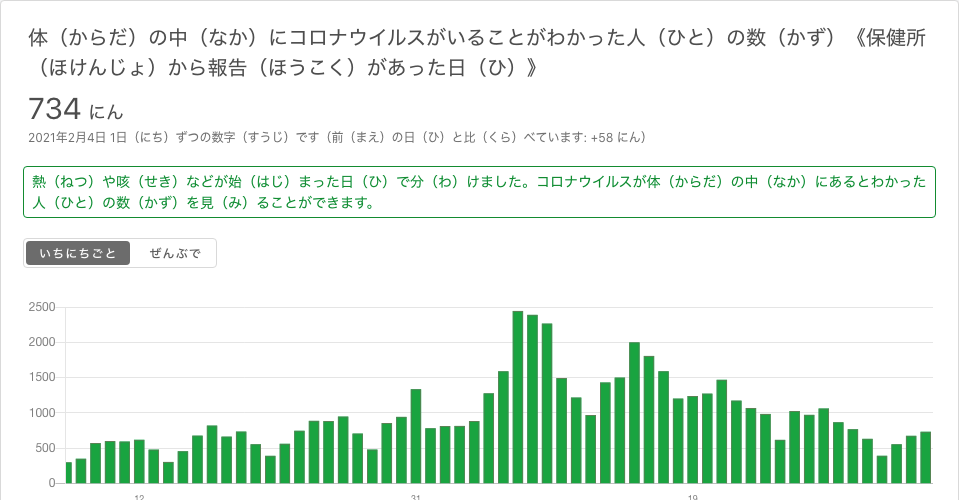 体（からだ）の中（なか）にコロナウイルスがいることがわかった人（ひと）の数（かず）《保健所
（ほけんじょ）から報告（ほうこく）があった日（ひ）》
734 にん
2021年2月4日 1日（にち）ずつの数字（すうじ）です（前（まえ）の日（ひ）と比（くら）べています: +58 にん）
熱（ねつ）や咳（せき）などが始（はじ）まった日（ひ）で分（わ）けました。コロナウイルスが体（からだ）の中（なか）にあるとわかった
人（ひと）の数（かず）を見（み）ることができます。
いちにちごと ぜんぶで
2500
2000
1500
1000
500
0
12 31 19